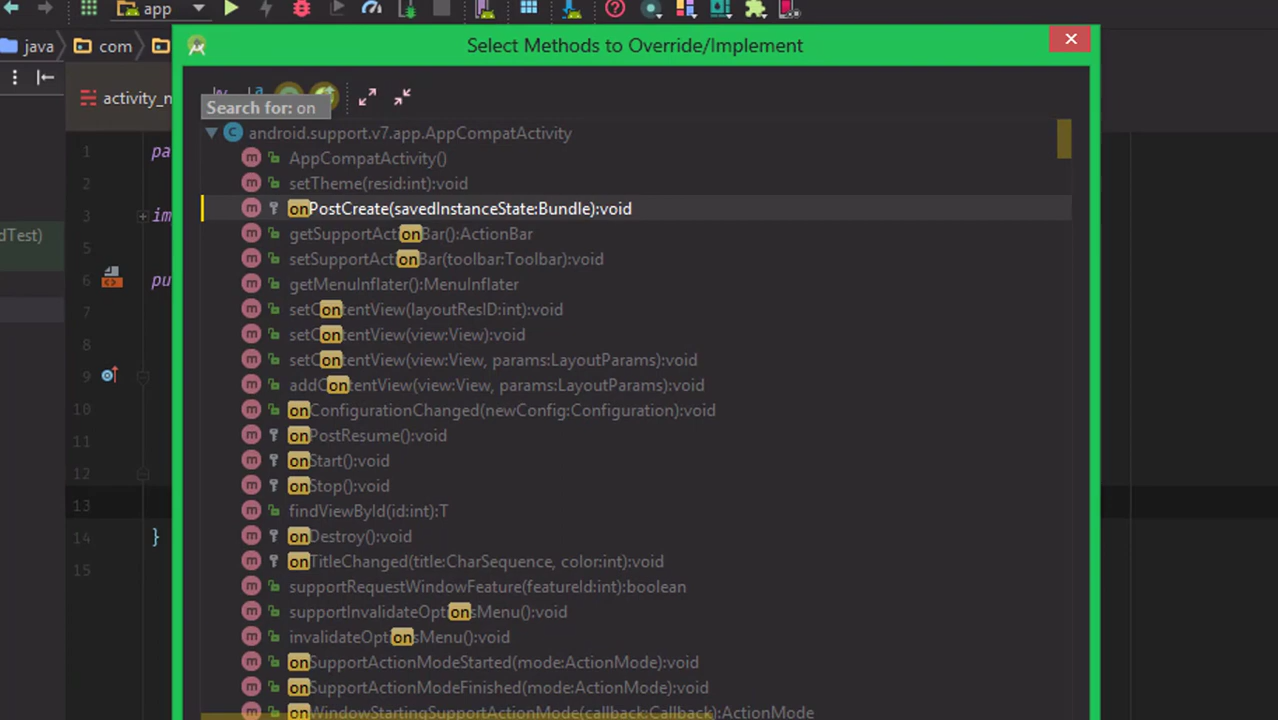 app
java
com
Select Methods to Override/Implement
activity_
Search for: on
android.support.v7.app.AppCompatActivity
AppCompatActivity()
setTheme(resid:int):void
onPostCreate(savedInstanceState:Bundle):void
getSupportActionBar():ActionBar
setSupportActionBar(toolbar:Toolbar):void
getMenuInflater():MenuInflater
setContentView(layoutResID:int):void
setContentView(view:View):void
setContentView(view:View, params:LayoutParams):void
addContentView(view:View, params:LayoutParams):void
onConfigurationChanged(newConfig:Configuration):void
onPostResume():void
onStart():void
onStop():void
findViewById(id:int):T
onDestroy():void
onTitleChanged(title:CharSequence, color:int):void
supportRequestWindowFeature(featureId:int):boolean
supportInvalidateOptionsMenu():void
invalidateOptionsMenu():void
onSupportActionModeStarted(mode:ActionMode):void
onSupportActionModeFinished(mode:ActionMode):void
onWindowStartingSupportActionMode(callback:Callback):ActionMode
dTest)
1 pa
2
3 im
5
6 pu
7
8
9
10
11
12
13
14 }
15